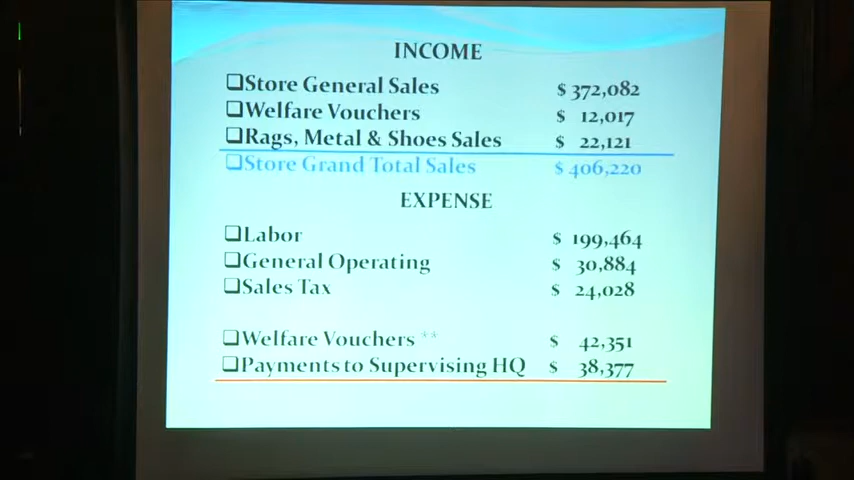 INCOME
❑Store General Sales $ 372,082
❑Welfare Vouchers $ 12,017
❑Rags, Metal & Shoes Sales $ 22,121
❑Store Grand Total Sales $ 406,220
EXPENSE
❑Labor $ 199,464
❑General Operating $ 30,884
❑Sales Tax $ 24,028
❑Welfare Vouchers ** $ 42,351
❑Payments to Supervising HQ $ 38,377